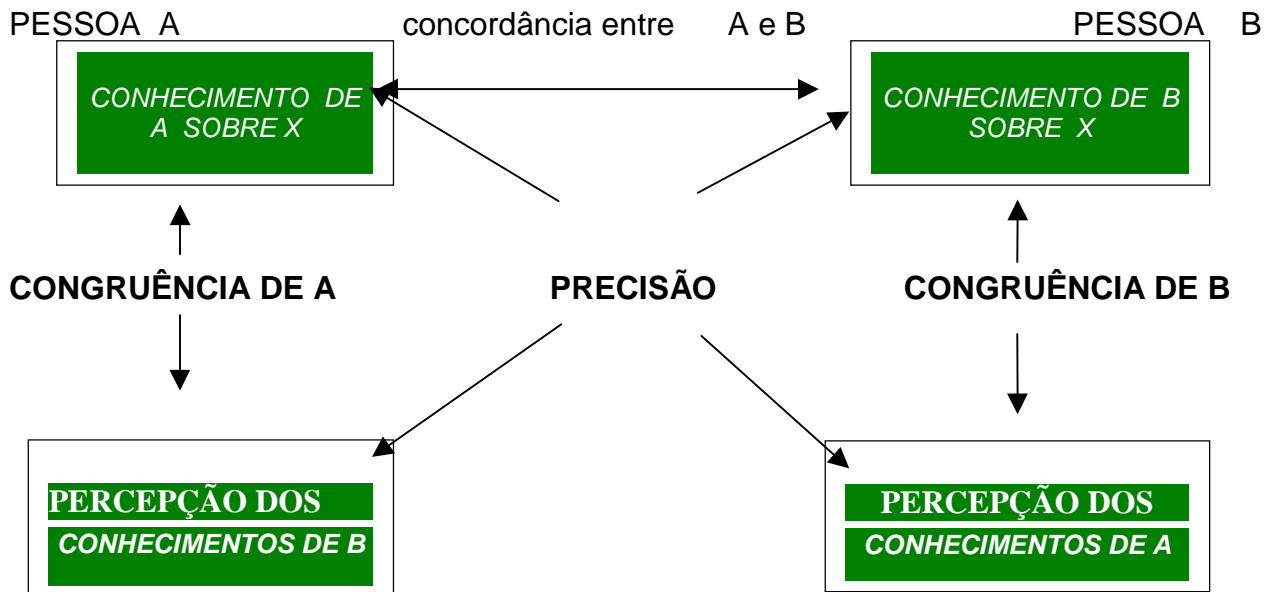 PESSOA A concordância entre A e B PESSOA B
CONHECIMENTO DE
A SOBRE X
CONHECIMENTO DE B
SOBRE X
CONGRUÊNCIA DE A PRECISÃO CONGRUÊNCIA DE B
PERCEPÇÃO DOS
CONHECIMENTOS DE B
PERCEPÇÃO DOS
CONHECIMENTOS DE A